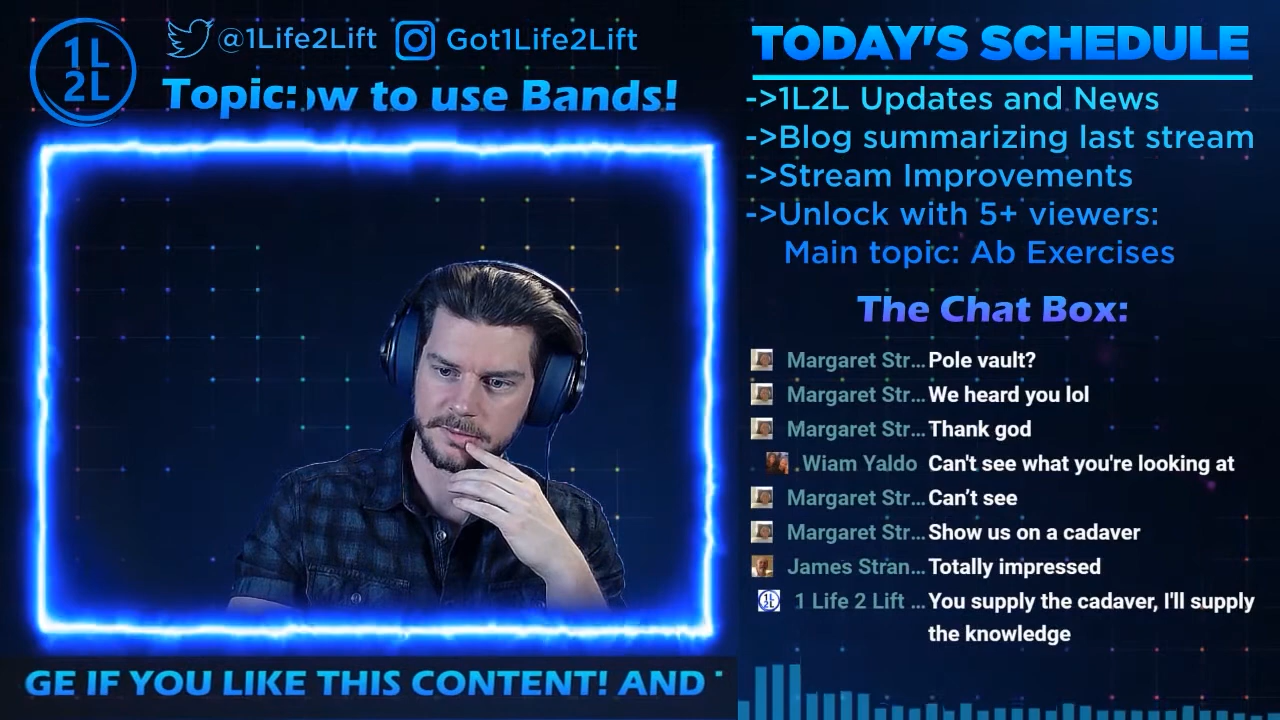 1L
2L
@1Life2Lift
Got1Life2Lift
Topic: ow to use Bands!
TODAY'S SCHEDULE
->1L2L Updates and News
->Blog summarizing last stream
->Stream Improvements
->Unlock with 5+ viewers:
Main topic: Ab Exercises
The Chat Box:
Margaret Str... Pole vault?
Margaret Str... We heard you lol
Margaret Str... Thank god
.Wiam Yaldo Can't see what you're looking at
Margaret Str... Can’t see
Margaret Str... Show us on a cadaver
James Stran... Totally impressed
1 Life 2 Lift ... You supply the cadaver, I'll supply
the knowledge
GE IF YOU LIKE THIS CONTENT! AND